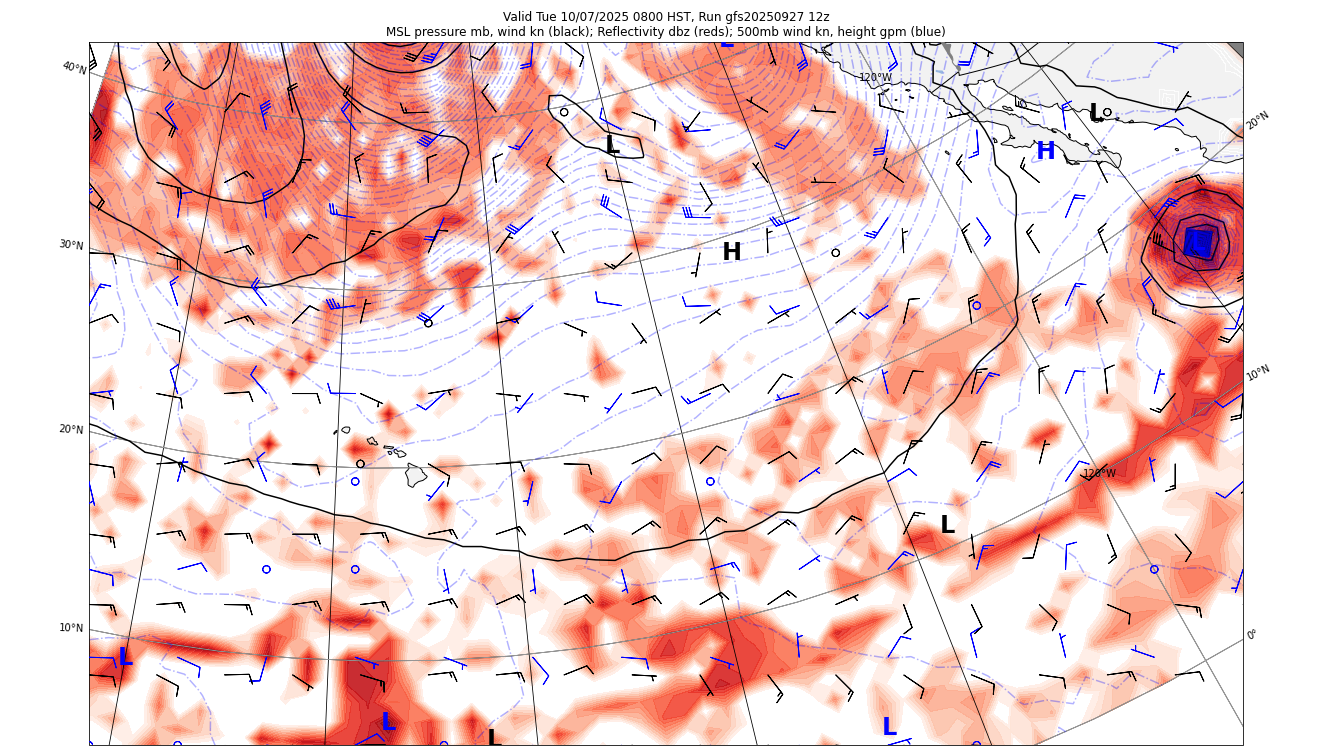 Valid Tue 10/07/2025 0800 HST, Run gfs20250927 12z
MSL pressure mb, wind kn (black); Reflectivity dbz (reds); 500mb wind kn, height gpm (blue)
L
40°N
120°W
L
20°N
L
H
30°N
H
L
10°N
20°N
120°W
L
10°N
0°
L
L
L
L